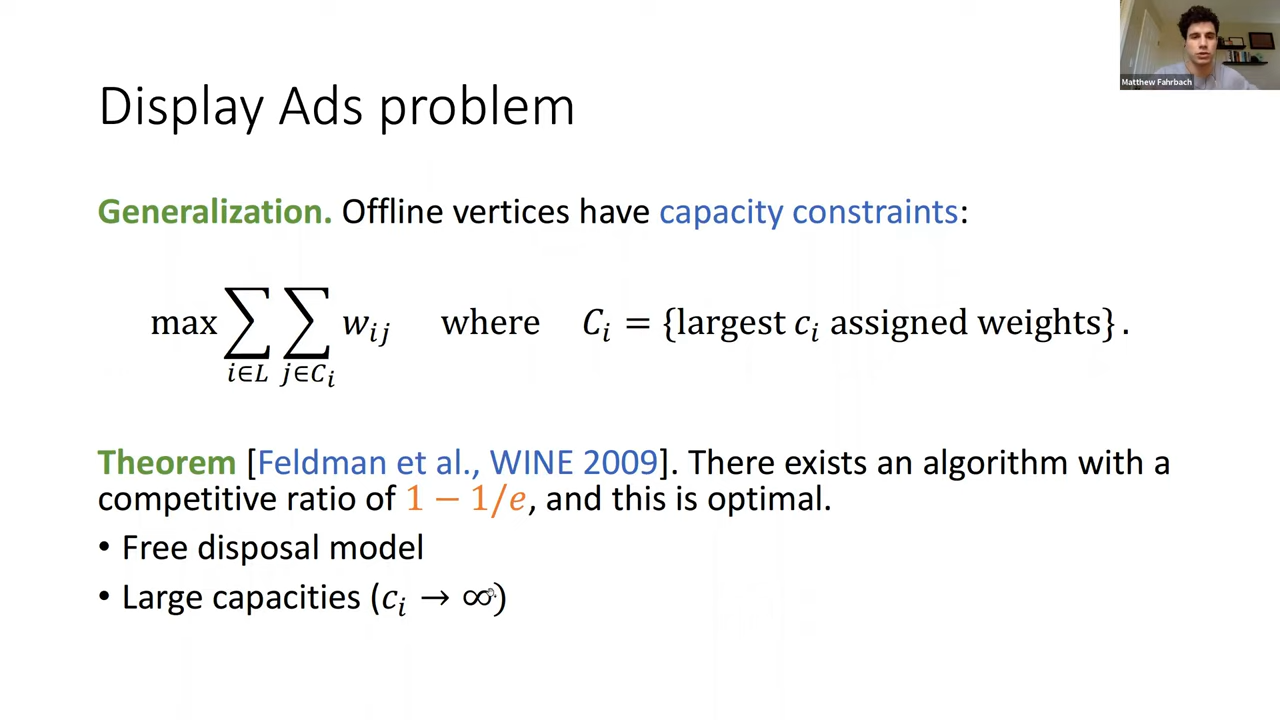 Matthew Fahrbach
Display Ads problem
Generalization. Offline vertices have capacity constraints:
max ∑_{i∈L} ∑_{j∈C_i} w_{ij} where C_i = {largest c_i assigned weights}.
Theorem [Feldman et al., WINE 2009]. There exists an algorithm with a
competitive ratio of 1 − 1/e, and this is optimal.
• Free disposal model
• Large capacities (c_i → ∞)